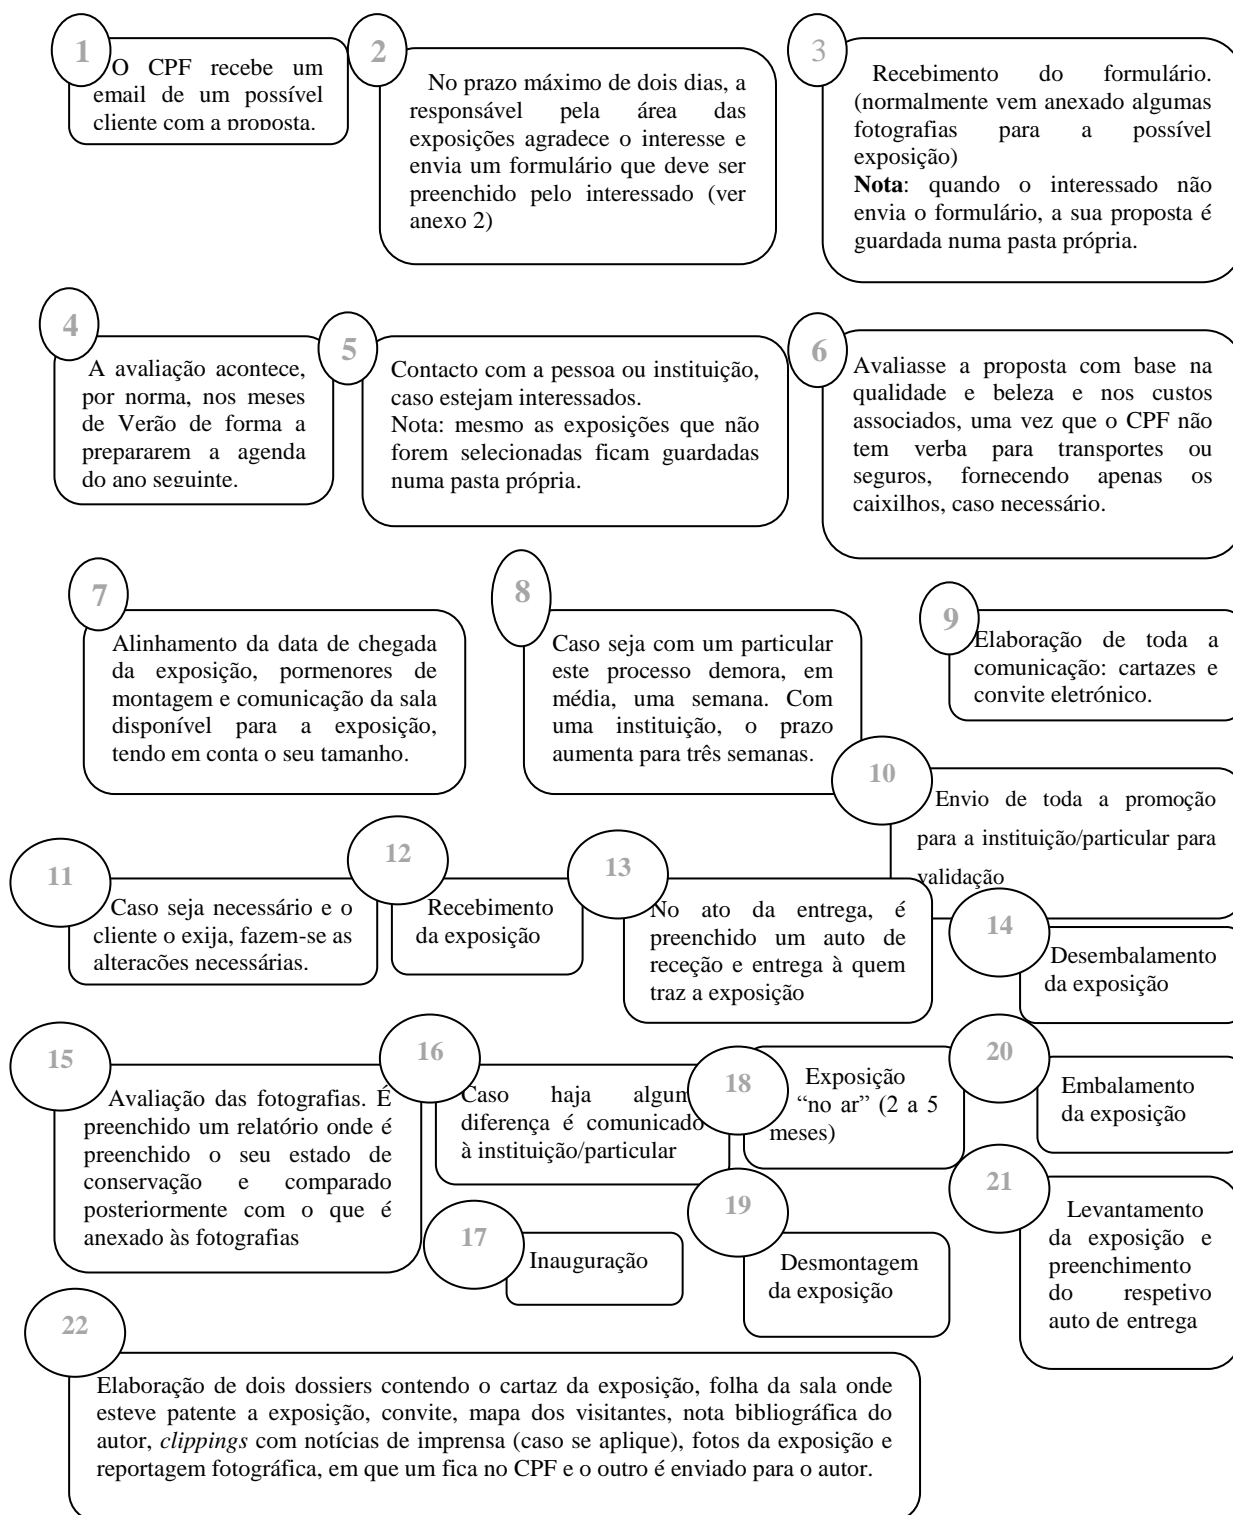 1
O CPF recebe um
email de um possível
cliente com a proposta.
2
No prazo máximo de dois dias, a
responsável pela área das
exposições agradece o interesse e
envia um formulário que deve ser
preenchido pelo interessado (ver
anexo 2)
3
Recebimento do formulário.
(normalmente vem anexado algumas
fotografias para a possível
exposição)
Nota: quando o interessado não
envia o formulário, a sua proposta é
guardada numa pasta própria.
4
A avaliação acontece,
por norma, nos meses
de Verão de forma a
prepararem a agenda
do ano seguinte.
5
Contacto com a pessoa ou instituição,
caso estejam interessados.
Nota: mesmo as exposições que não
forem selecionadas ficam guardadas
numa pasta própria.
6
Avaliasse a proposta com base na
qualidade e beleza e nos custos
associados, uma vez que o CPF não
tem verba para transportes ou
seguros, fornecendo apenas os
caixilhos, caso necessário.
7
Alinhamento da data de chegada
da exposição, pormenores de
montagem e comunicação da sala
disponível para a exposição,
tendo em conta o seu tamanho.
8
Caso seja com um particular
este processo demora, em
média, uma semana. Com
uma instituição, o prazo
aumenta para três semanas.
9
Elaboração de toda a
comunicação: cartazes e
convite eletrónico.
10
Envio de toda a promoção
para a instituição/particular para
validação
11
Caso seja necessário e o
cliente o exija, fazem-se as
alterações necessárias.
12
Recebimento
da exposição
13
No ato da entrega, é
preenchido um auto de
receção e entrega à quem
traz a exposição
14
Desembalamento
da exposição
15
Avaliação das fotografias. É
preenchido um relatório onde é
preenchido o seu estado de
conservação e comparado
posteriormente com o que é
anexado às fotografias
16
Caso haja alguma
diferença é comunicado
à instituição/particular
17
Inauguração
18
Exposição
"no ar" (2 a 5
meses)
19
Desmontagem
da exposição
20
Embalamento
da exposição
21
Levantamento
da exposição e
preenchimento
do respetivo
auto de entrega
22
Elaboração de dois dossiers contendo o cartaz da exposição, folha da sala onde
esteve patente a exposição, convite, mapa dos visitantes, nota bibliográfica do
autor, clippings com notícias de imprensa (caso se aplique), fotos da exposição e
reportagem fotográfica, em que um fica no CPF e o outro é enviado para o autor.